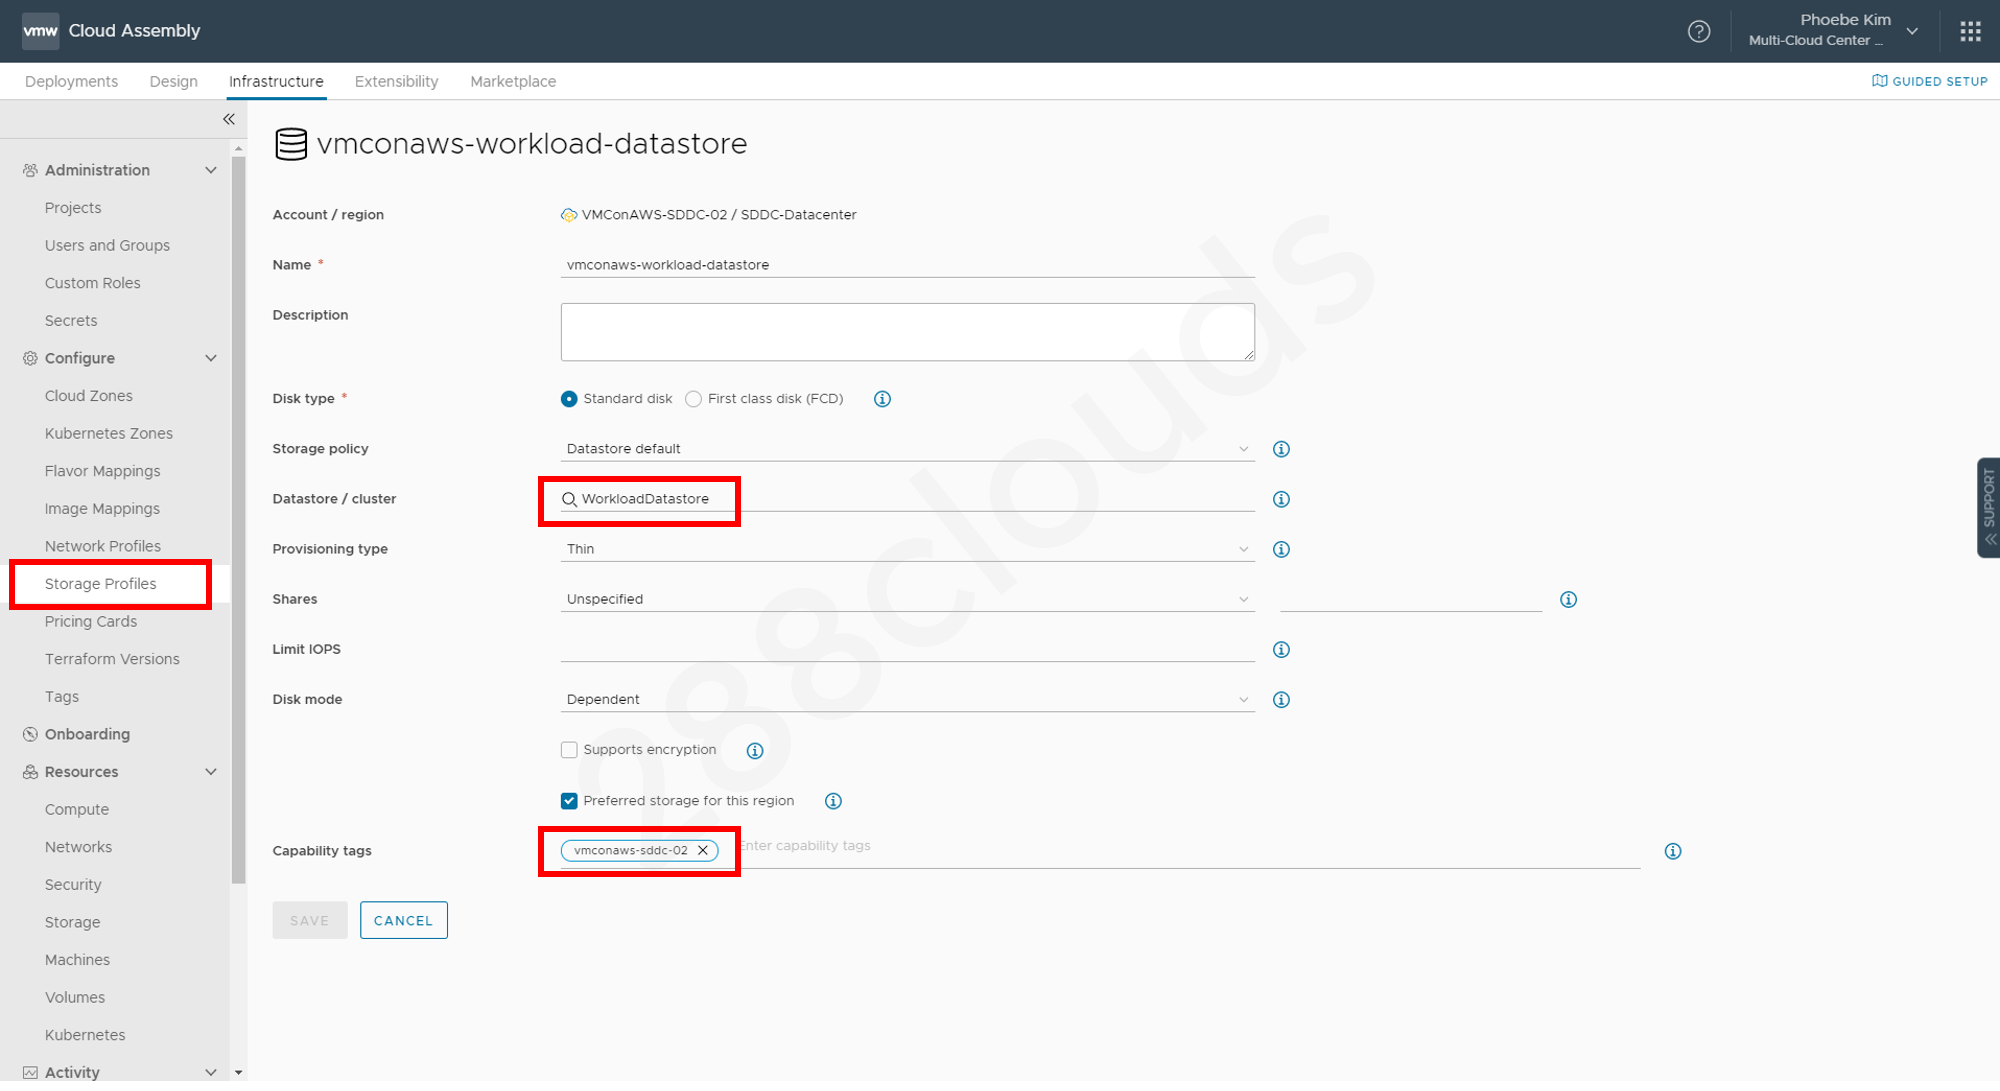 vmw Cloud Assembly
Phoebe Kim
Multi-Cloud Center ...
Deployments Design Infrastructure Extensibility Marketplace
GUIDED SETUP
Administration
Projects
Users and Groups
Custom Roles
Secrets
Configure
Cloud Zones
Kubernetes Zones
Flavor Mappings
Image Mappings
Network Profiles
Storage Profiles
Pricing Cards
Terraform Versions
Tags
Onboarding
Resources
Compute
Networks
Security
Storage
Machines
Volumes
Kubernetes
Activity
vmconaws-workload-datastore
Account / region VMConAWS-SDDC-02 / SDDC-Datacenter
Name * vmconaws-workload-datastore
Description
Disk type * Standard disk First class disk (FCD)
Storage policy Datastore default
Datastore / cluster WorkloadDatastore
Provisioning type Thin
Shares Unspecified
Limit IOPS
Disk mode Dependent
Supports encryption
Preferred storage for this region
Capability tags vmconaws-sddc-02 Enter capability tags
SAVE CANCEL
SUPPORT
288clouds